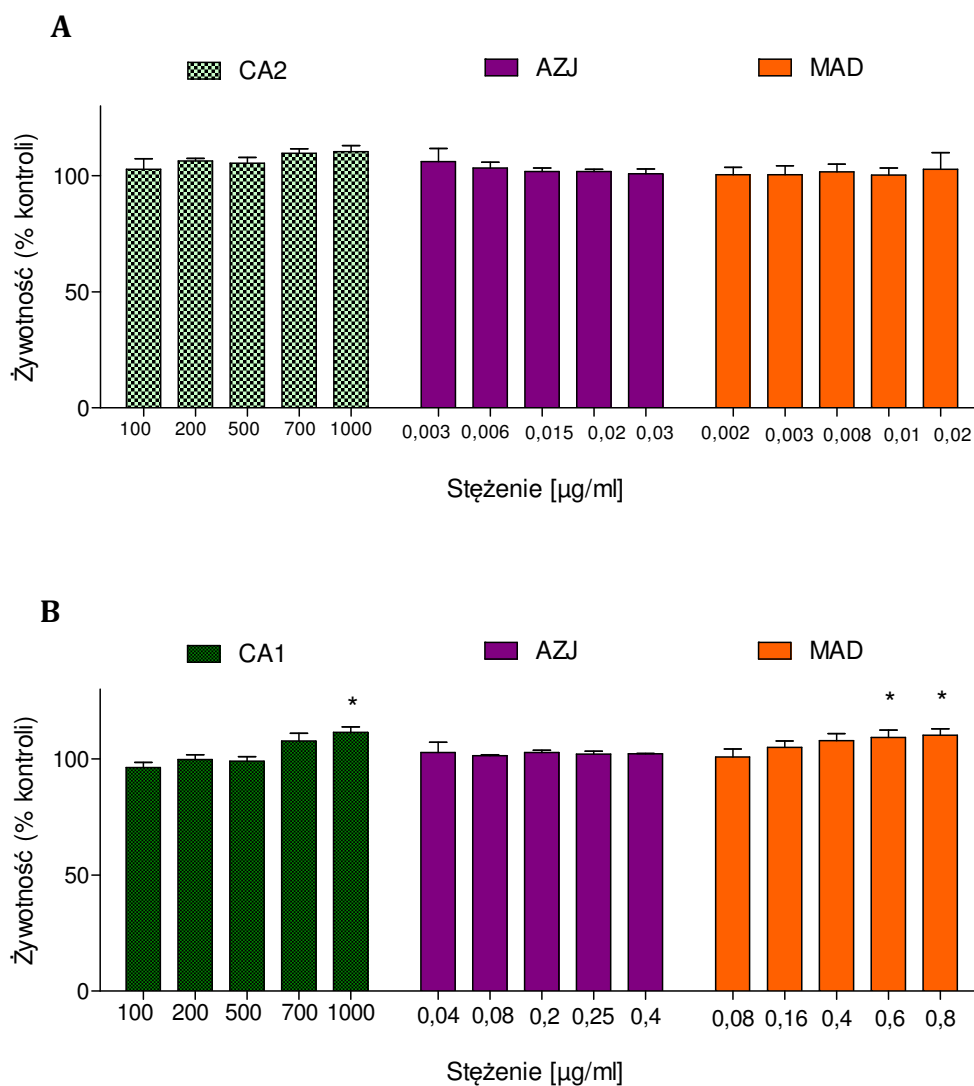 A
CA2 AZJ MAD
Żywotność (% kontroli)
100
50
0
100 200 500 700 1000 0,003 0,006 0,015 0,02 0,03 0,002 0,003 0,008 0,01 0,02
Stężenie [µg/ml]
B
CA1 AZJ MAD
* * *
Żywotność (% kontroli)
100
50
0
100 200 500 700 1000 0,04 0,08 0,2 0,25 0,4 0,08 0,16 0,4 0,6 0,8
Stężenie [µg/ml]